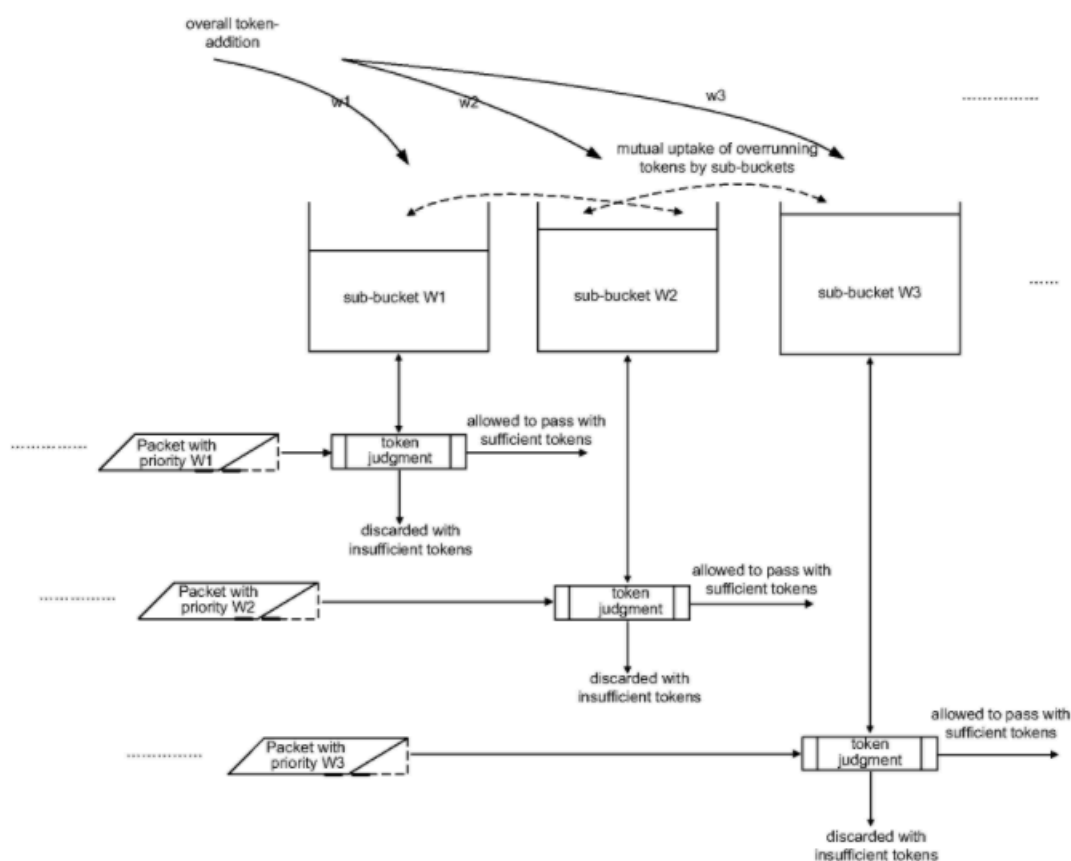 overall token-
addition
w1
w2
w3
mutual uptake of overrunning
tokens by sub-buckets
sub-bucket W1
sub-bucket W2
sub-bucket W3
Packet with
priority W1
token
judgment
allowed to pass with
sufficient tokens
discarded with
insufficient tokens
Packet with
priority W2
token
judgment
allowed to pass with
sufficient tokens
discarded with
insufficient tokens
Packet with
priority W3
token
judgment
allowed to pass with
sufficient tokens
discarded with
insufficient tokens